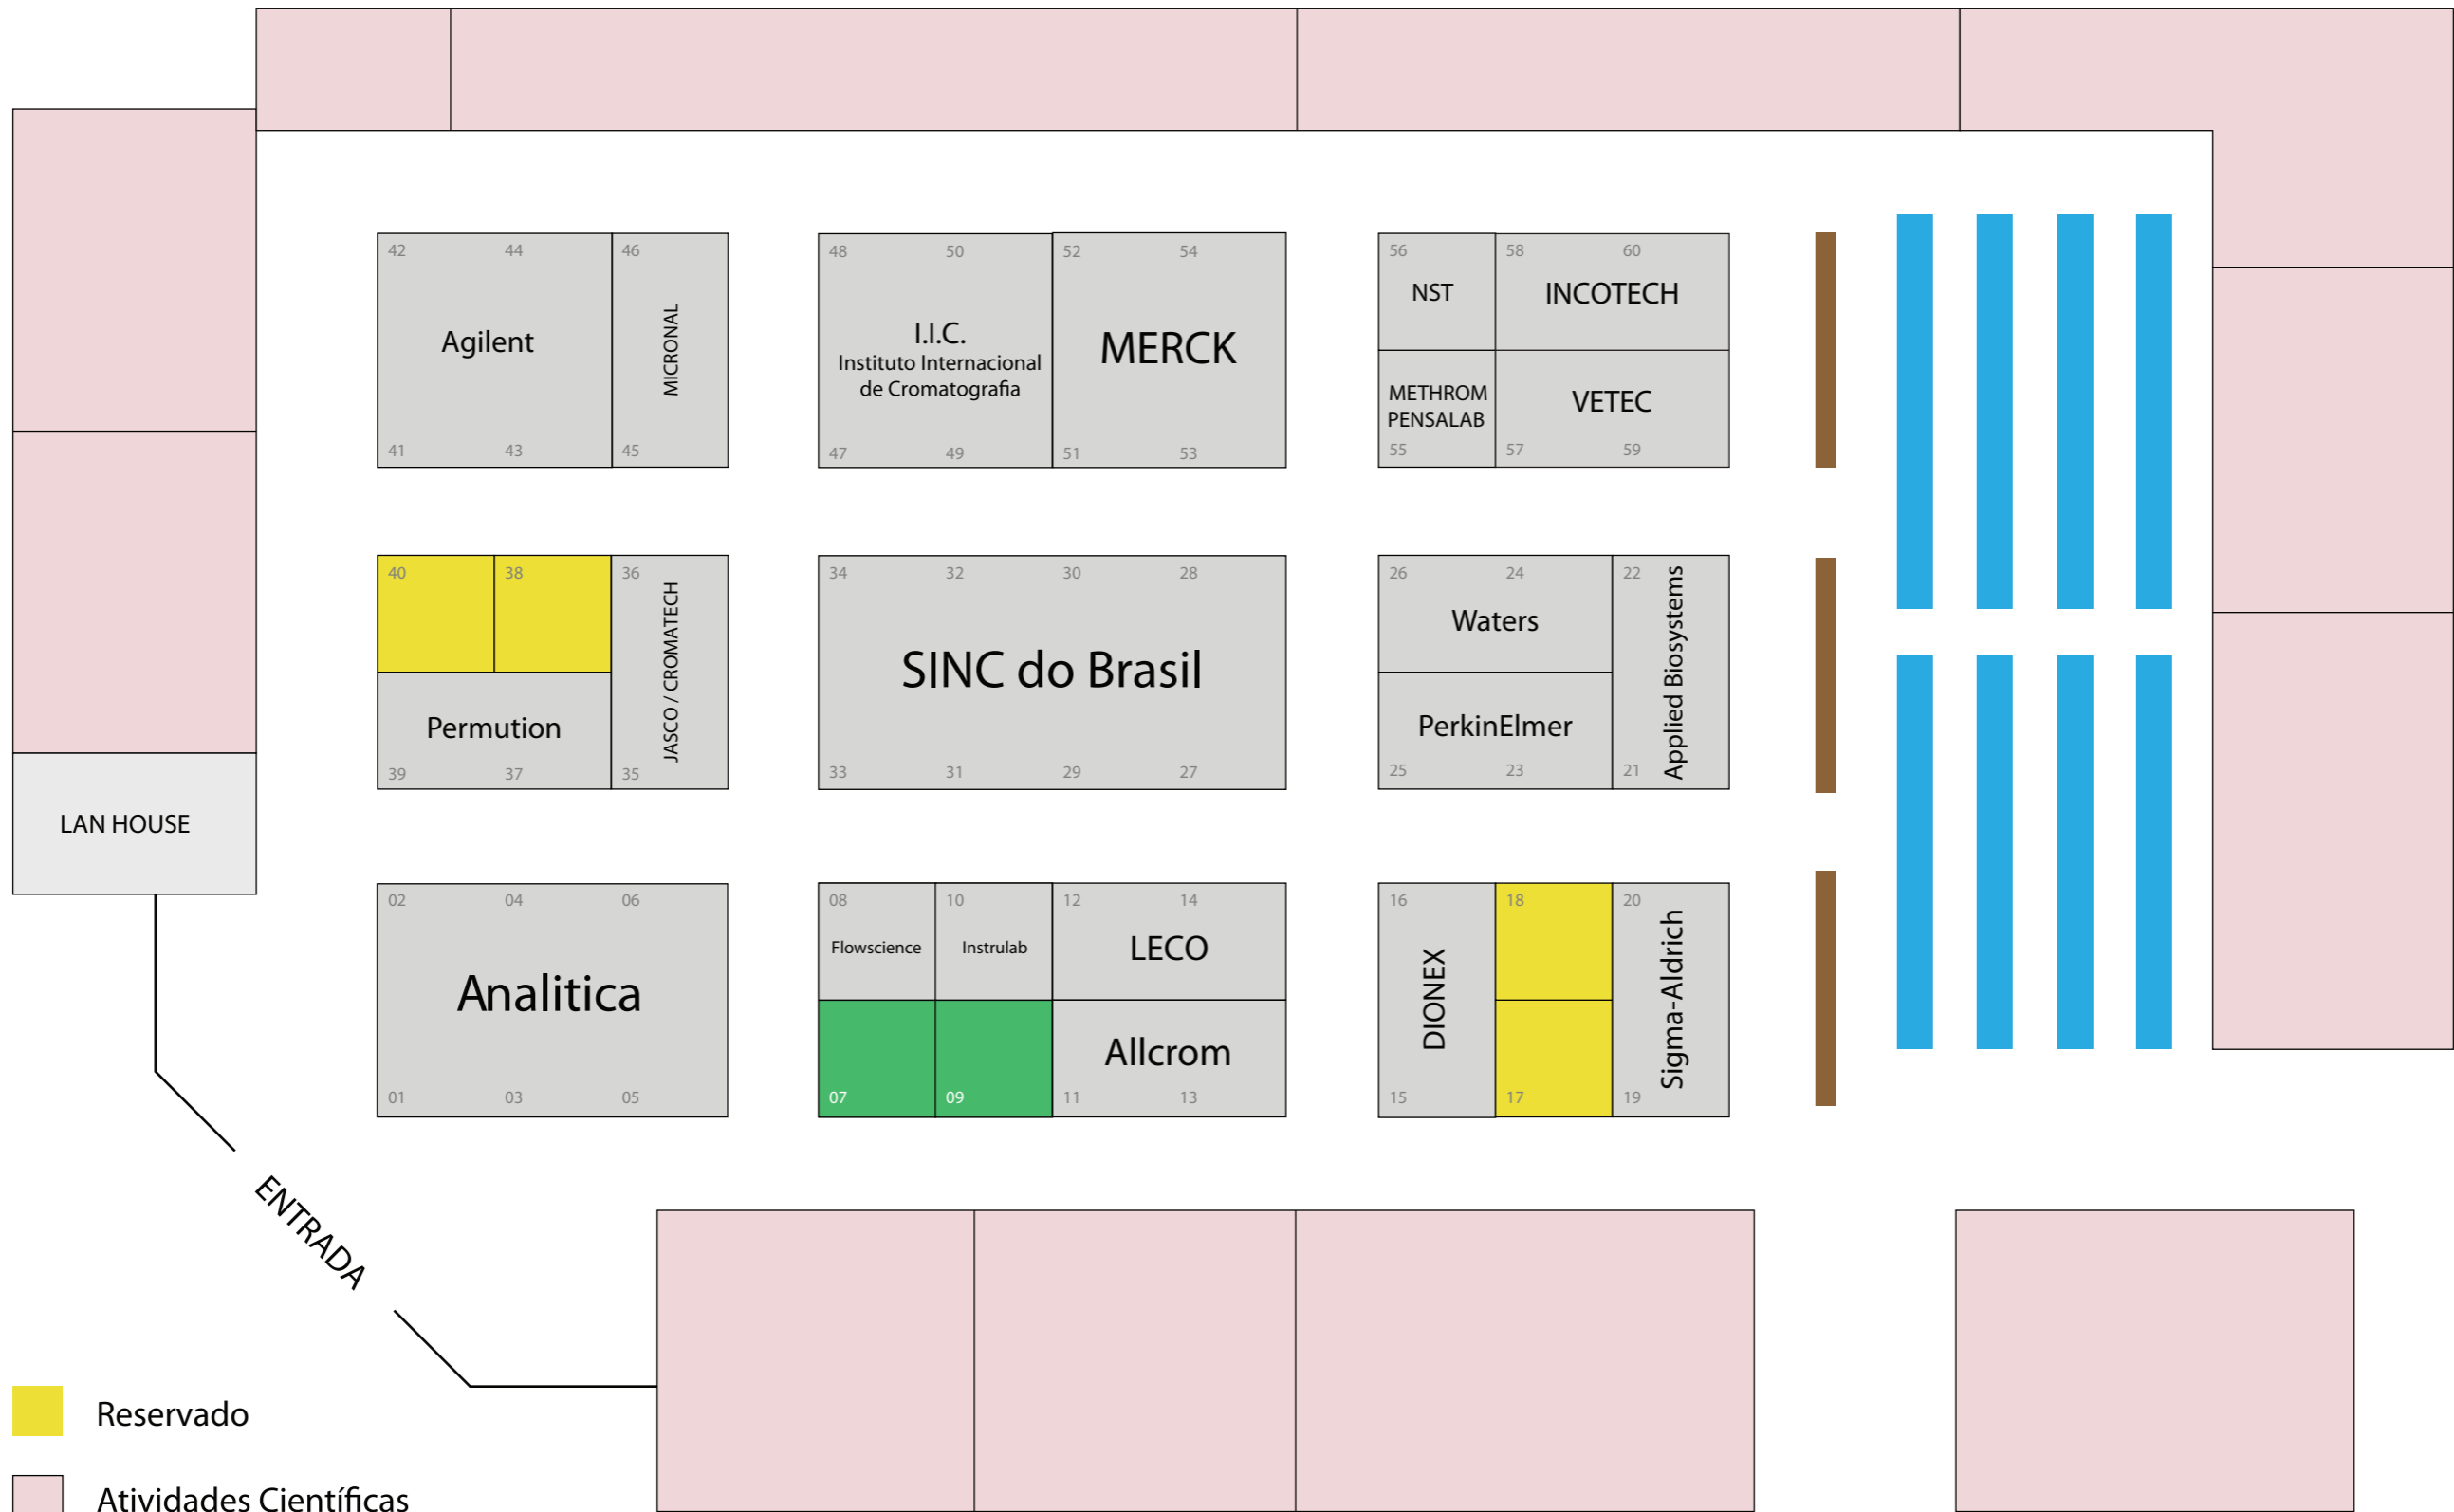 42 44 46
Agilent
MICRONAL
41 43 45
48 50 52 54
I.I.C.
Instituto Internacional
de Cromatografia
MERCK
47 49 51 53
56 58 60
NST
INCOTECH
METHROM
PENSALAB
VETEC
55 57 59
40 38 36
JASCO / CROMATECH
Permution
39 37 35
34 32 30 28
SINC do Brasil
33 31 29 27
26 24 22
Waters
Applied Biosystems
PerkinElmer
25 23 21
LAN HOUSE
02 04 06
Analitica
01 03 05
08 10 12 14
Flowscience
Instrulab
LECO
Allcrom
07 09 11 13
16 18 20
DIONEX
Sigma-Aldrich
15 17 19
ENTRADA
Reservado
Atividades Científicas